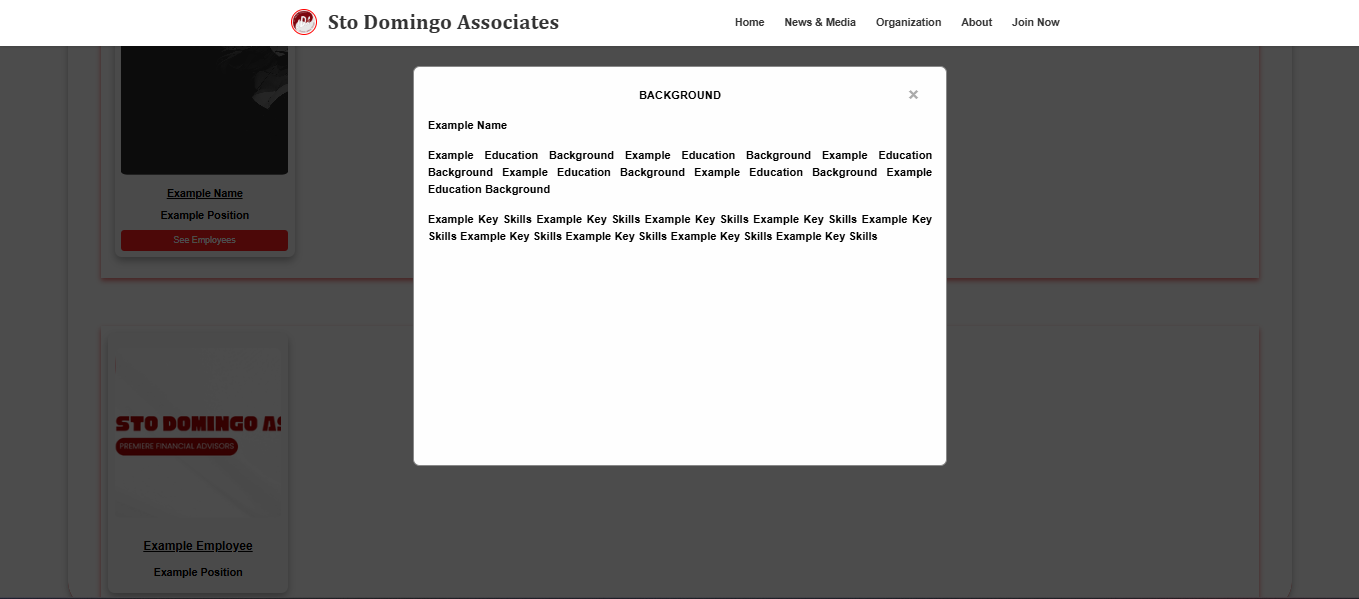 Sto Domingo Associates
Home News & Media Organization About Join Now
BACKGROUND ×
Example Name
Example Education Background Example Education Background Example Education
Background Example Education Background Example Education Background Example
Education Background
Example Key Skills Example Key Skills Example Key Skills Example Key Skills Example Key
Skills Example Key Skills Example Key Skills Example Key Skills Example Key Skills
Example Name
Example Position
See Employees
STO DOMINGO AS
PREMIERE FINANCIAL ADVISORS
Example Employee
Example Position